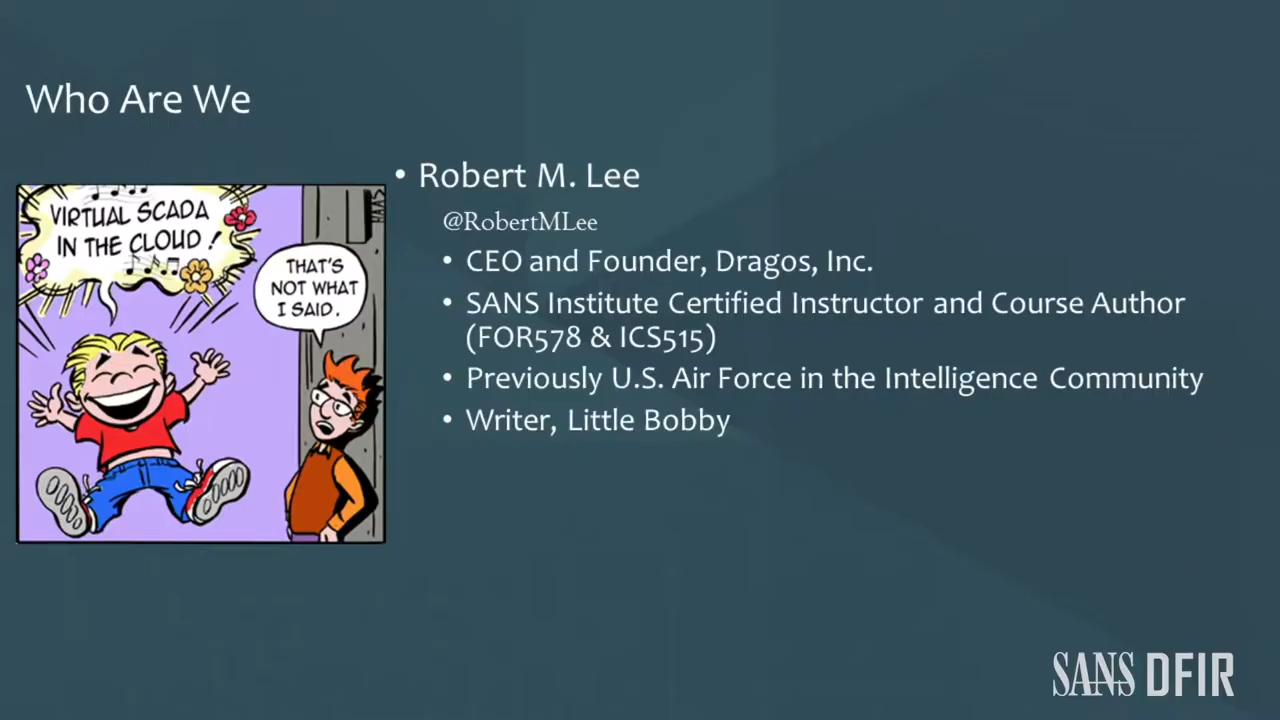 Who Are We
VIRTUAL SCADA
IN THE CLOUD!
THAT'S
NOT WHAT
I SAID.
HAAS
• Robert M. Lee
@RobertMLee
• CEO and Founder, Dragos, Inc.
• SANS Institute Certified Instructor and Course Author
(FOR578 & ICS515)
• Previously U.S. Air Force in the Intelligence Community
• Writer, Little Bobby
SANS DFIR